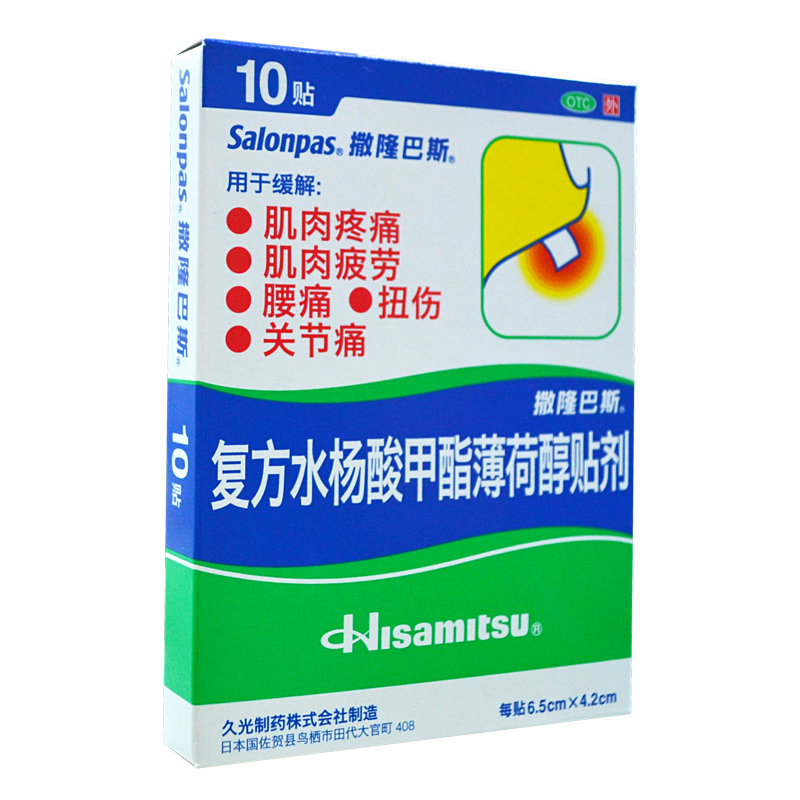 10贴
OTC 外
Salonpas® 撒隆巴斯®
用于缓解:
● 肌肉疼痛
● 肌肉疲劳
● 腰痛 ● 扭伤
● 关节痛
撒隆巴斯®
复方水杨酸甲酯薄荷醇贴剂
Hisamitsu®
每贴6.5cm×4.2cm
久光制药株式会社制造
日本国佐贺县鸟栖市田代大官町 408
Salonpas® 撒隆巴斯®
10贴